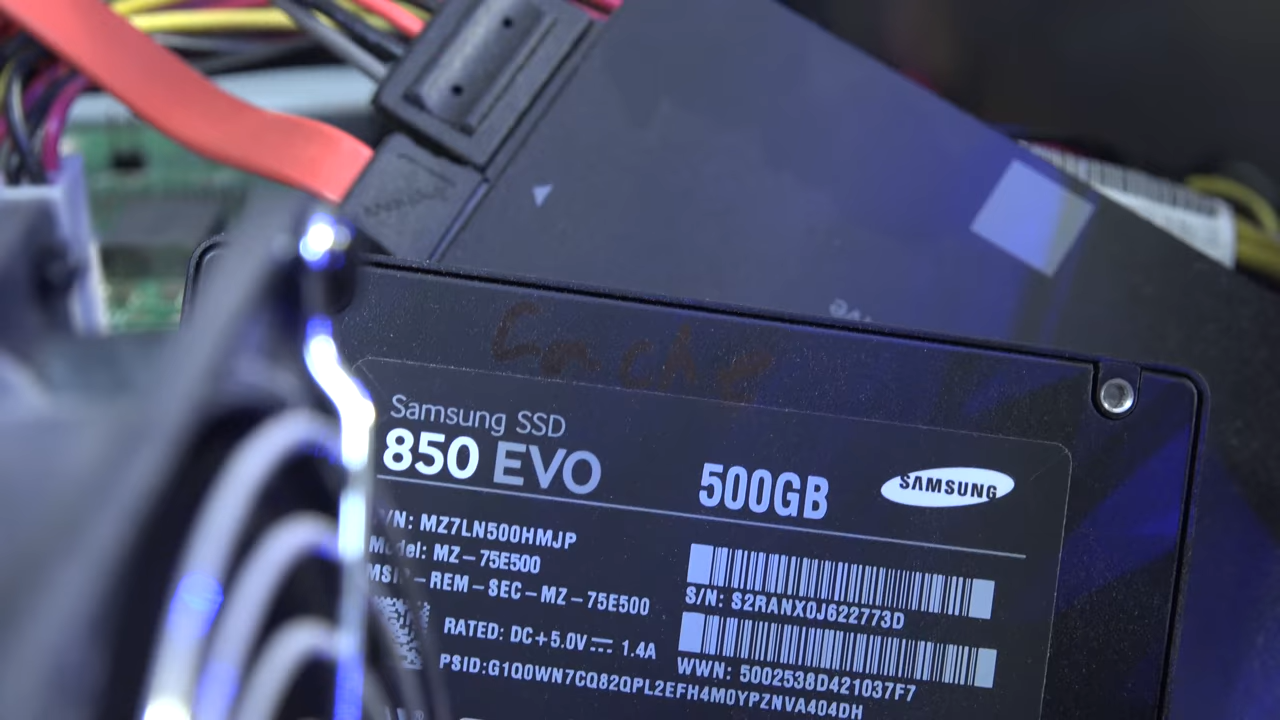 Cache
Samsung SSD
850 EVO 500GB SAMSUNG
/N: MZ7LN500HMJP
Model: MZ-75E500
MSIP-REM-SEC-MZ-75E500
S/N: S2RANX0J622773D
RATED: DC+5.0V⎓ 1.4A
WWN: 5002538D421037F7
PSID:G1Q0WN7CQ82QPL2EFH4M0YPZNVA404DH